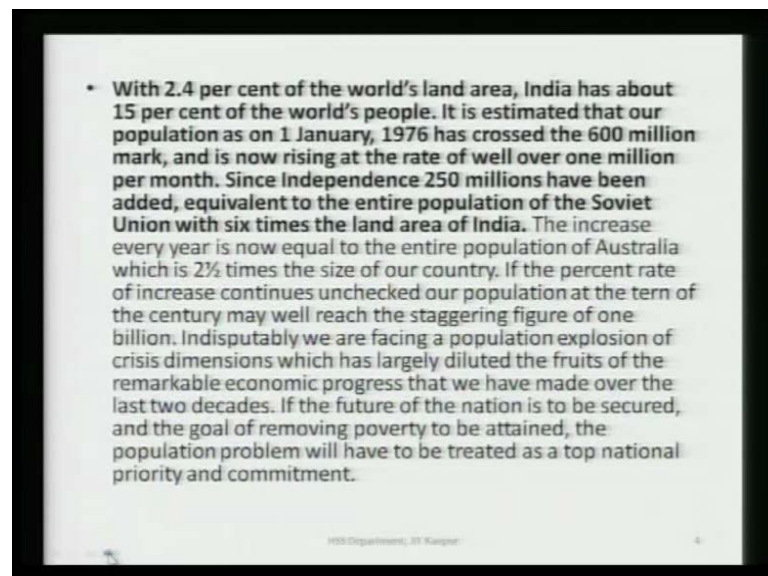 • With 2.4 per cent of the world's land area, India has about
15 per cent of the world's people. It is estimated that our
population as on 1 January, 1976 has crossed the 600 million
mark, and is now rising at the rate of well over one million
per month. Since Independence 250 millions have been
added, equivalent to the entire population of the Soviet
Union with six times the land area of India. The increase
every year is now equal to the entire population of Australia
which is 2½ times the size of our country. If the percent rate
of increase continues unchecked our population at the tern of
the century may well reach the staggering figure of one
billion. Indisputably we are facing a population explosion of
crisis dimensions which has largely diluted the fruits of the
remarkable economic progress that we have made over the
last two decades. If the future of the nation is to be secured,
and the goal of removing poverty to be attained, the
population problem will have to be treated as a top national
priority and commitment.
HSS Department, IIT Kanpur
4